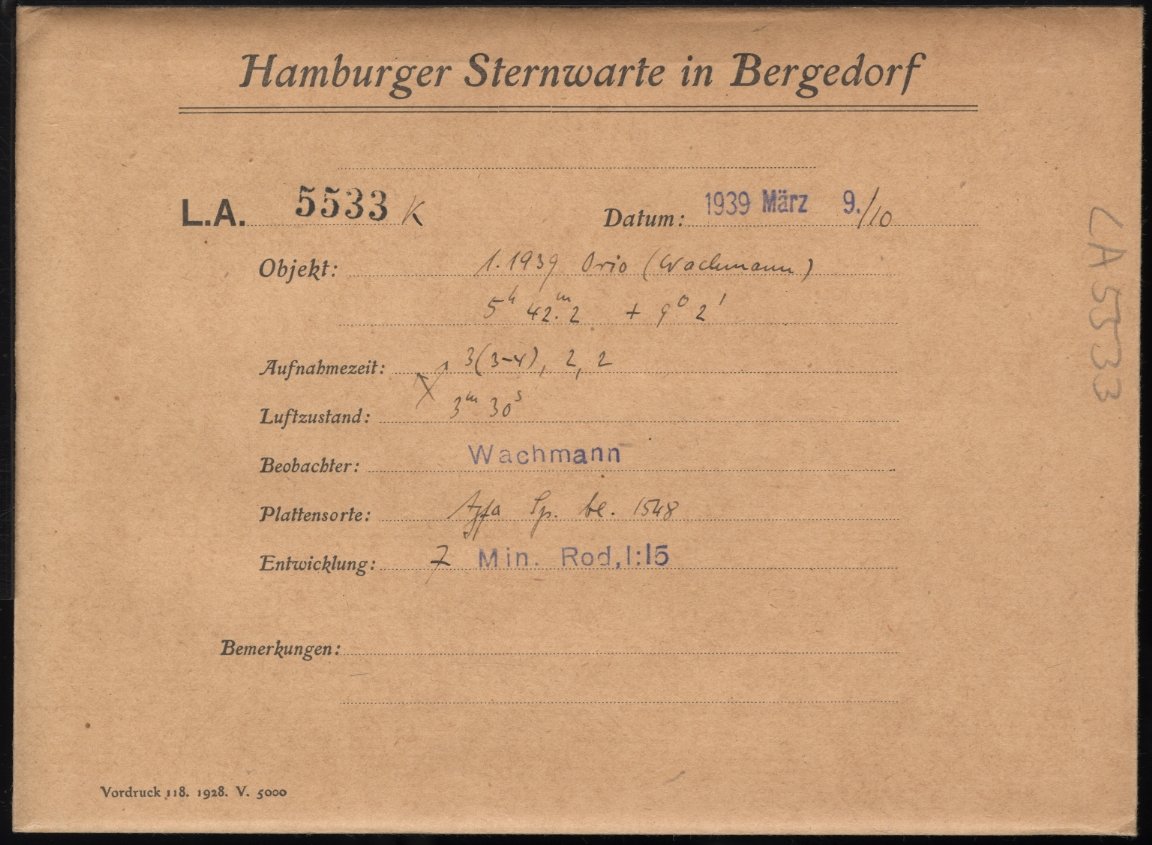 Hamburger Sternwarte in Bergedorf
L.A. 5533 K Datum: 1939 März 9./10
Objekt: 1.1939 Orio (Wachmann)
5ʰ 42.ᵐ2 + 9⁰ 2'
Aufnahmezeit: 3(3-4), 2, 2
Luftzustand: 3ᵐ 30ˢ
Beobachter: Wachmann
Plattensorte: Agfa Sp. bl. 1548
Entwicklung: 7 Min. Rod, 1:15
Bemerkungen:
Vordruck 118. 1928. V. 5000
LA 5533